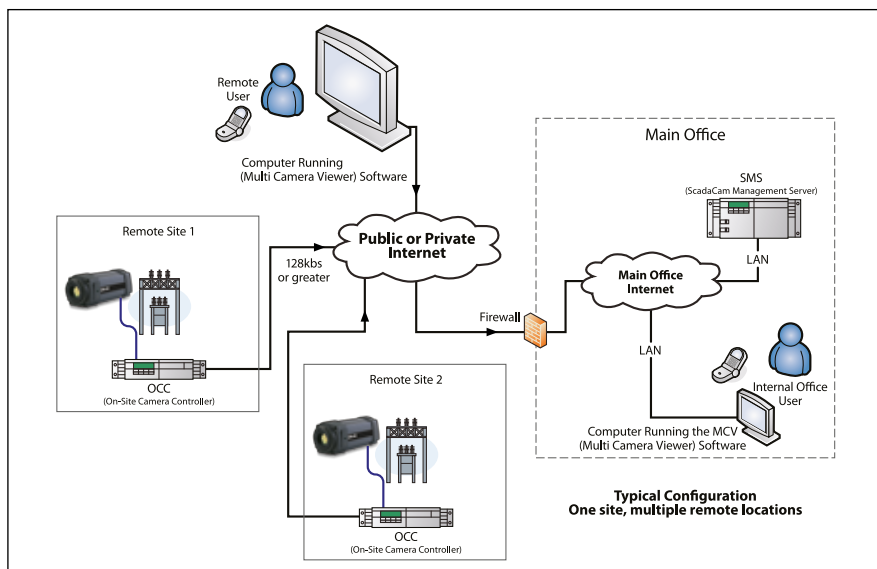 Remote
User
Computer Running
(Multi Camera Viewer) Software
Main Office
SMS
(ScadaCam Management Server)
LAN
Remote Site 1
128kbs
or greater
Public or Private
Internet
Main Office
Internet
Firewall
LAN
OCC
(On-Site Camera Controller)
Remote Site 2
Internal Office
User
Computer Running the MCV
(Multi Camera Viewer) Software
OCC
(On-Site Camera Controller)
Typical Configuration
One site, multiple remote locations